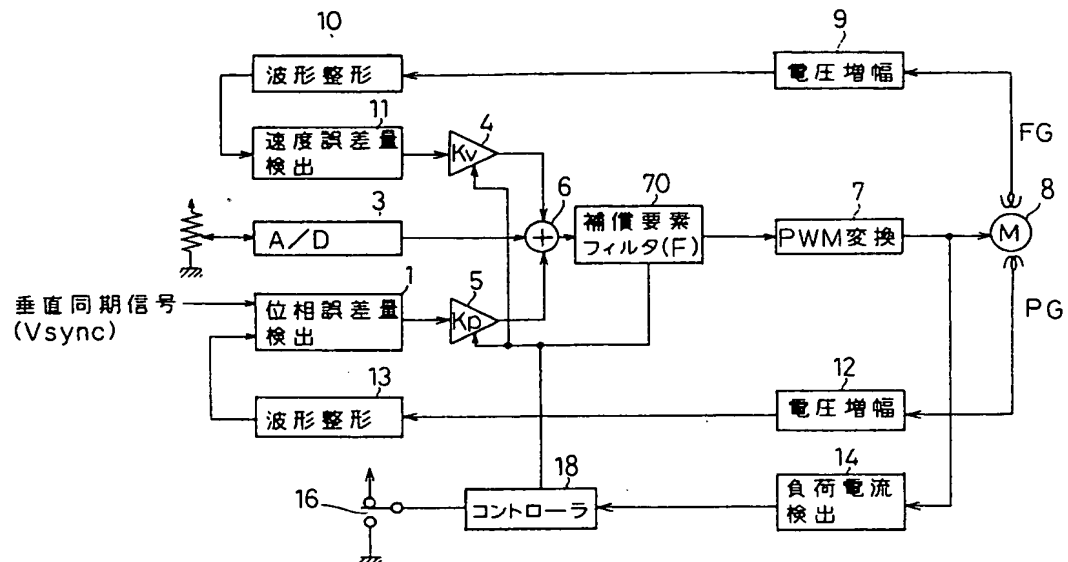 10
波形整形
9
電圧増幅
11
速度誤差量
検出
4
Kv
FG
3
A/D
6
70
補償要素
フィルタ(F)
7
PWM変換
8
M
垂直同期信号
(Vsync)
1
位相誤差量
検出
5
Kp
PG
13
波形整形
12
電圧増幅
14
負荷電流
検出
18
コントローラ
16